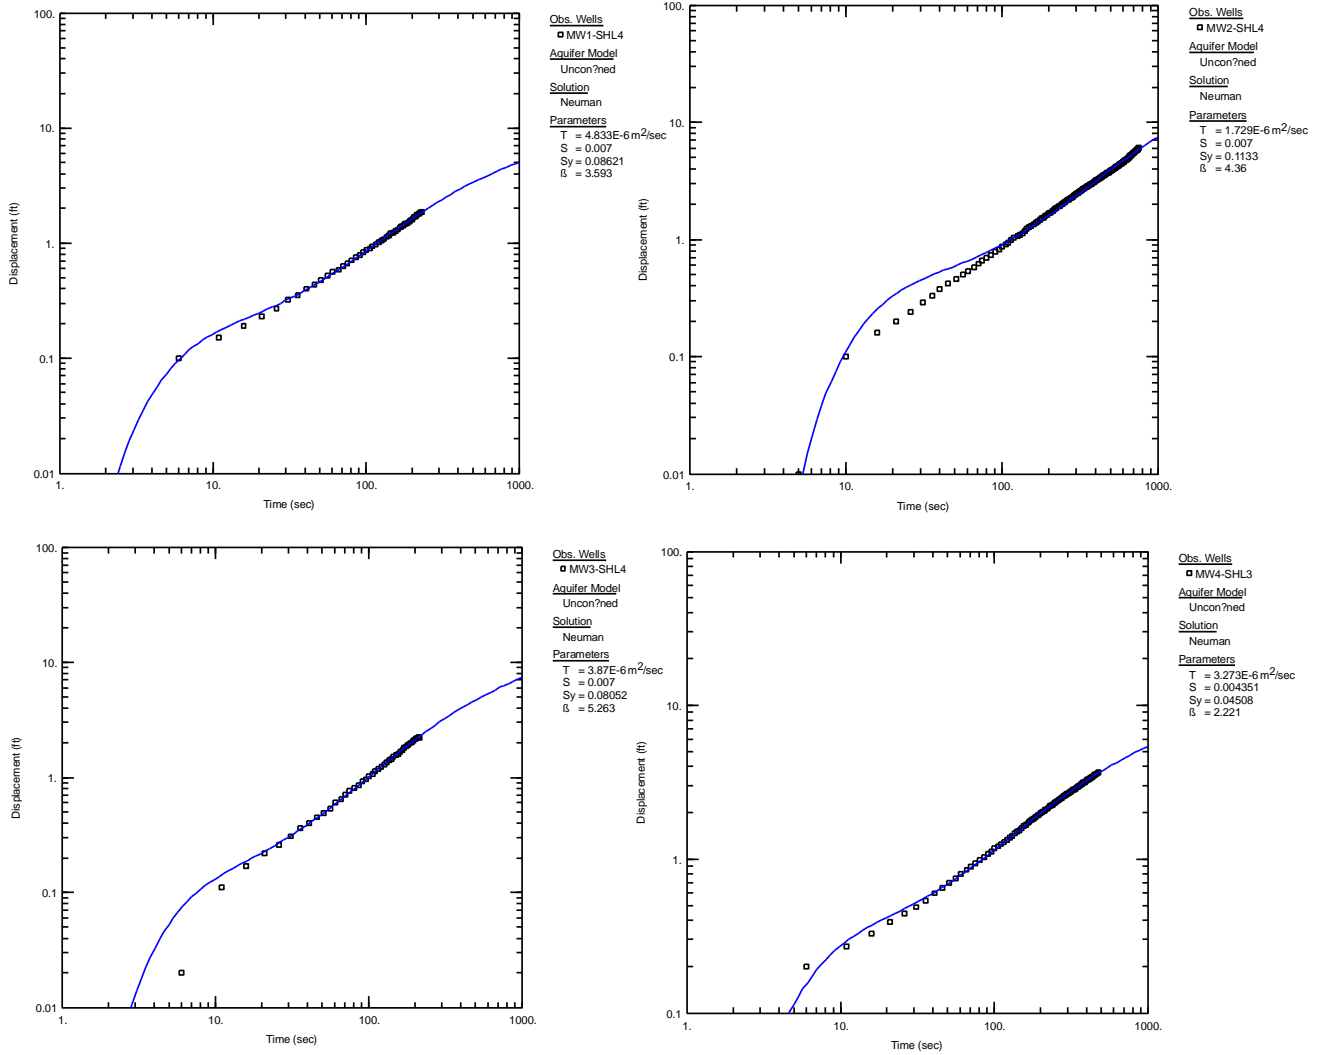 100.
10.
1.
0.1
0.01
1.
10.
100.
1000.
Time (sec)
Displacement (ft)
Obs. Wells
MW1-SHL4
Aquifer Model
Uncon?ned
Solution
Neuman
Parameters
T = 4.833E-6 m2/sec
S = 0.007
Sy = 0.08621
ß = 3.593
100.
10.
1.
0.1
0.01
1.
10.
100.
1000.
Time (sec)
Displacement (ft)
Obs. Wells
MW2-SHL4
Aquifer Model
Uncon?ned
Solution
Neuman
Parameters
T = 1.729E-6 m2/sec
S = 0.007
Sy = 0.1133
ß = 4.36
100.
10.
1.
0.1
0.01
1.
10.
100.
1000.
Time (sec)
Displacement (ft)
Obs. Wells
MW3-SHL4
Aquifer Model
Uncon?ned
Solution
Neuman
Parameters
T = 3.87E-6 m2/sec
S = 0.007
Sy = 0.08052
ß = 5.263
100.
10.
1.
0.1
1.
10.
100.
1000.
Time (sec)
Displacement (ft)
Obs. Wells
MW4-SHL3
Aquifer Model
Uncon?ned
Solution
Neuman
Parameters
T = 3.273E-6 m2/sec
S = 0.004351
Sy = 0.04508
ß = 2.221